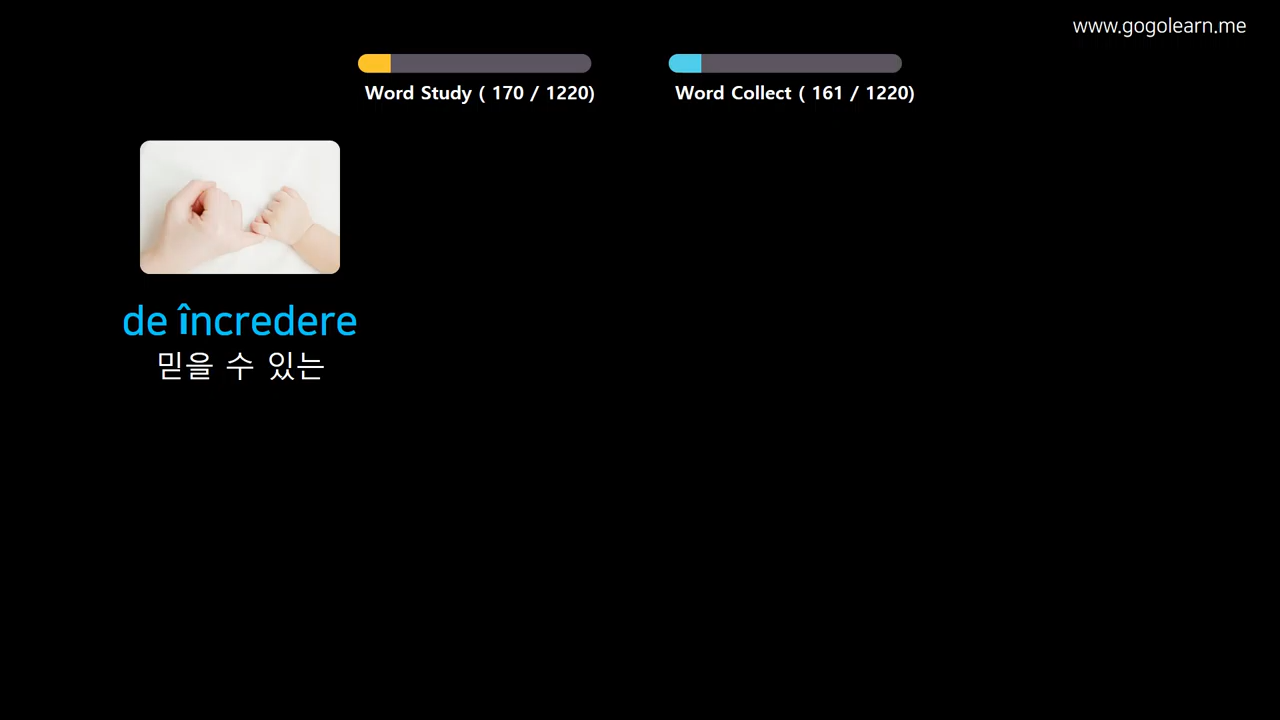 www.gogolearn.me
Word Study ( 170 / 1220)
Word Collect ( 161 / 1220)
de încredere
믿을 수 있는